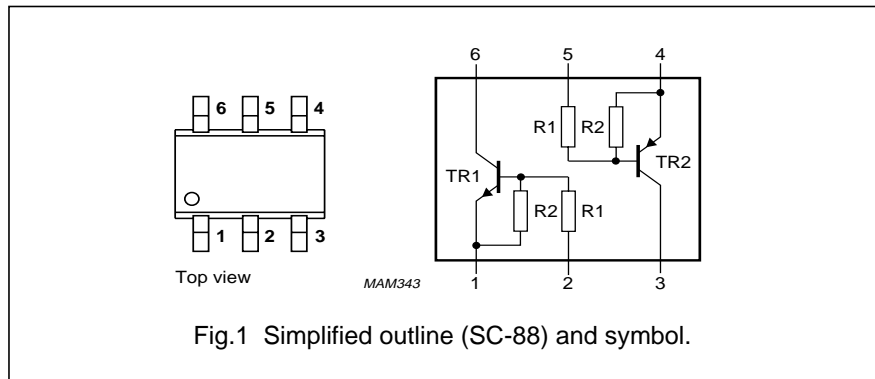 6 5 4
1 2 3
Top view
6 5 4
R1 R2
TR1 TR2
R2 R1
MAM343
1 2 3
Fig.1 Simplified outline (SC-88) and symbol.